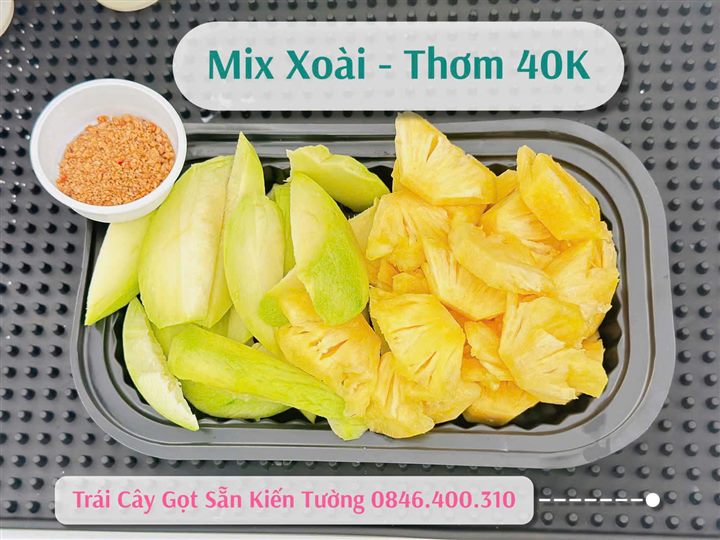 Mix Xoài - Thơm 40K
Trái Cây Gọt Sẵn Kiến Tường 0846.400.310